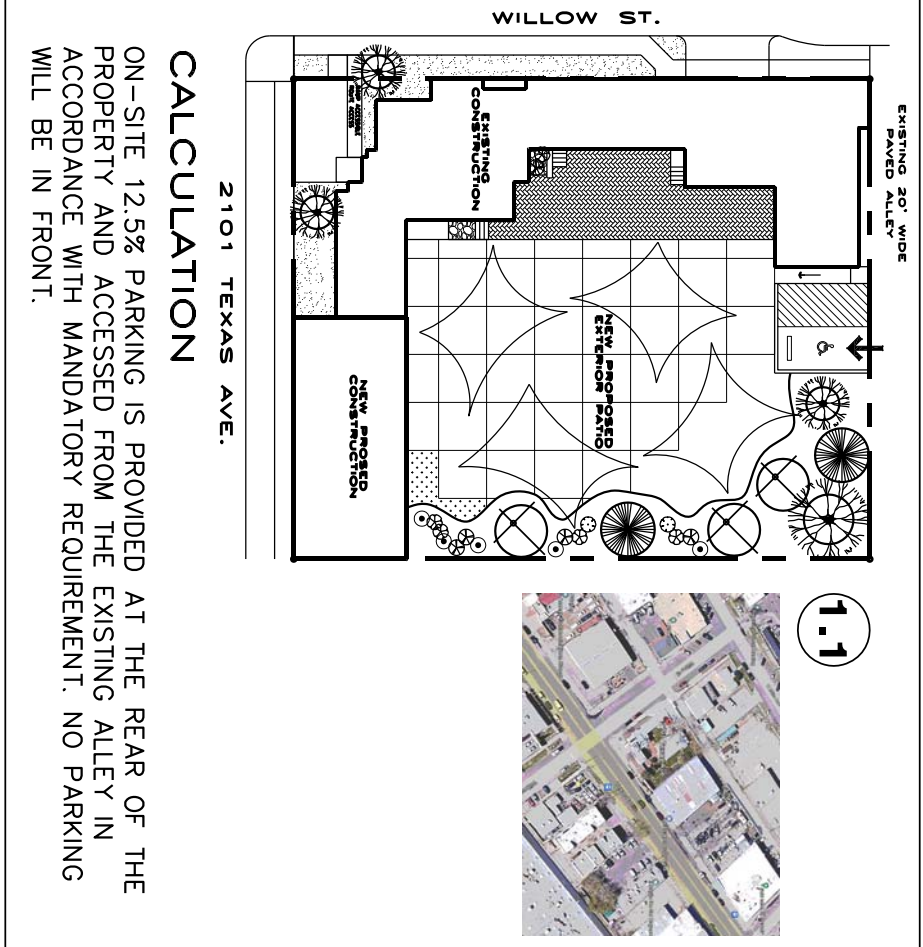 WILLOW ST.
EXISTING 20' WIDE
PAVED ALLEY
EXISTING
CONSTRUCTION
NEW PROPOSED
EXTERIOR PATIO
NEW PROSED
CONSTRUCTION
2101 TEXAS AVE.
1.1
CALCULATION
ON-SITE 12.5% PARKING IS PROVIDED AT THE REAR OF THE
PROPERTY AND ACCESSED FROM THE EXISTING ALLEY IN
ACCORDANCE WITH MANDATORY REQUIREMENT. NO PARKING
WILL BE IN FRONT.